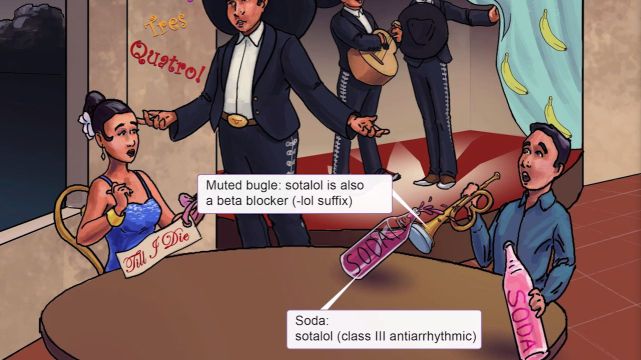 Tres
Quatro!
Muted bugle: sotalol is also
a beta blocker (-lol suffix)
Till I Die
SODA
SODA
Soda:
sotalol (class III antiarrhythmic)